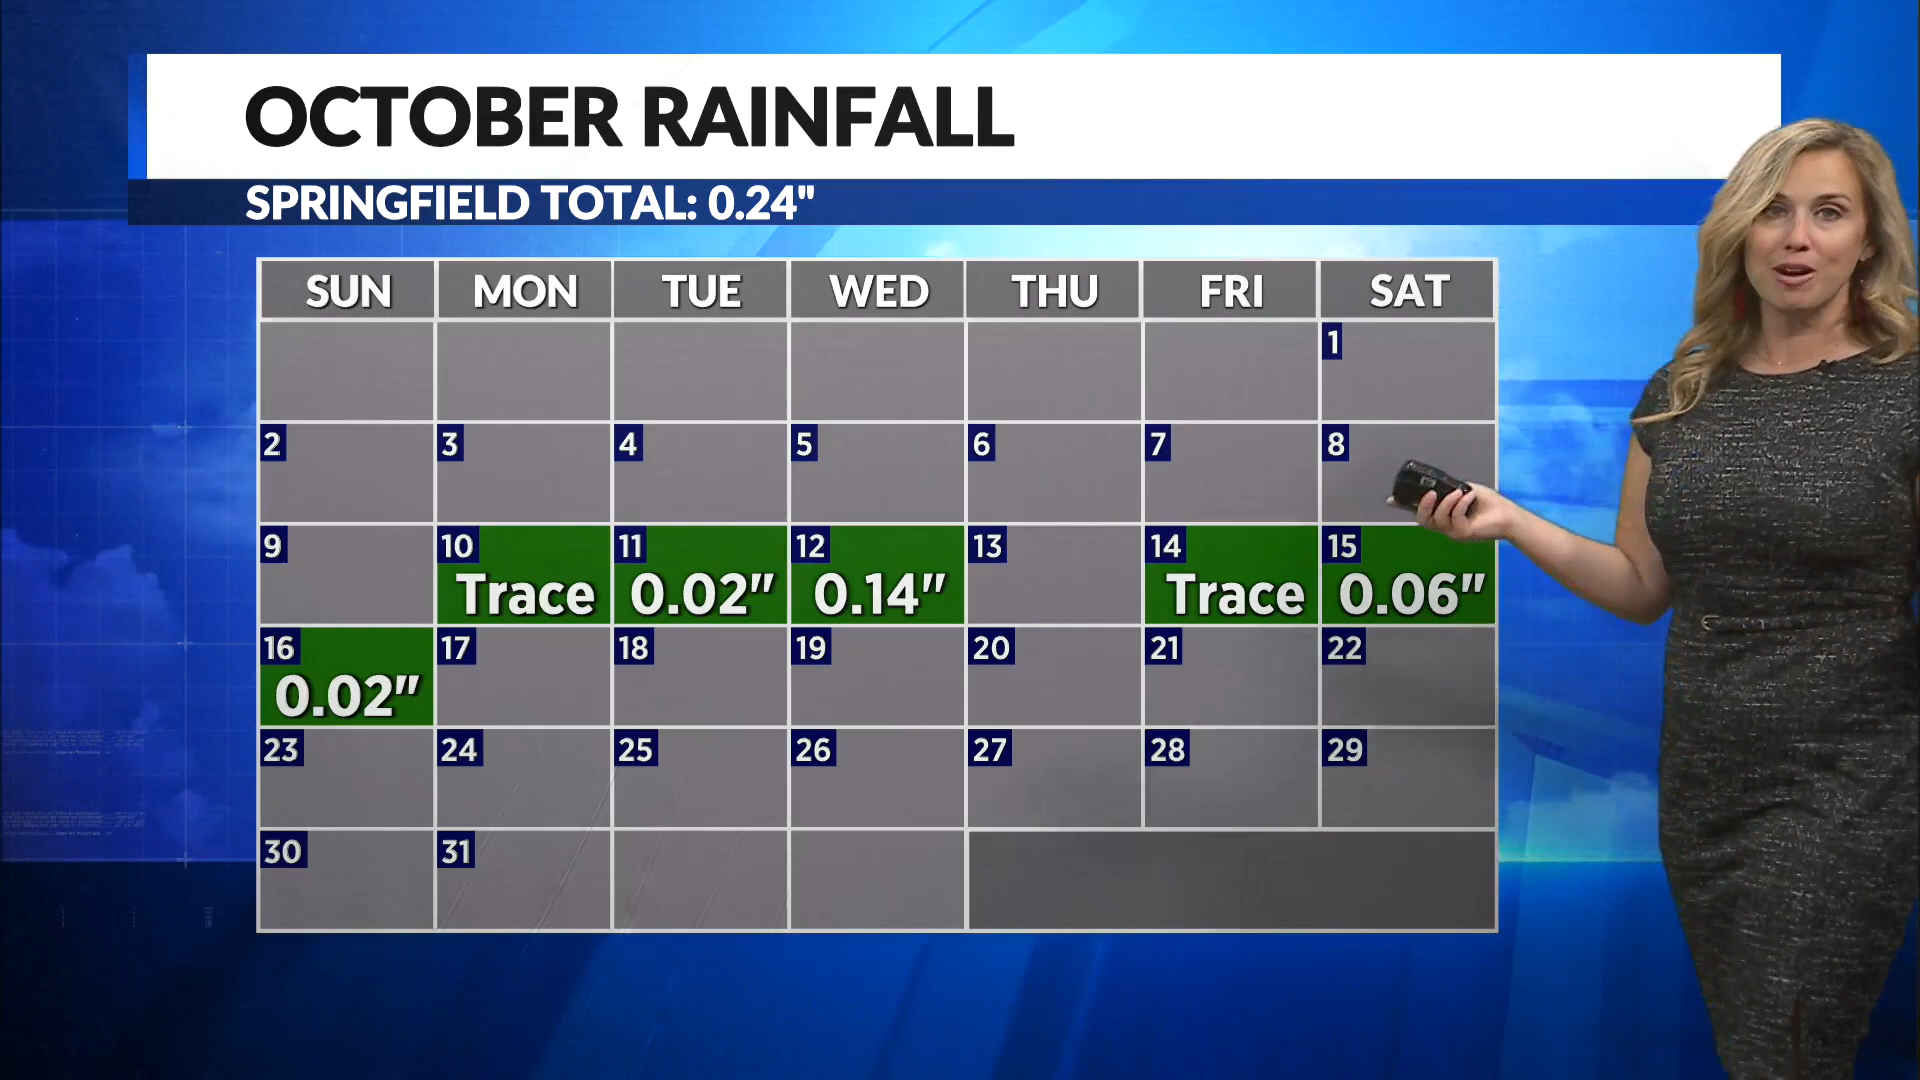 OCTOBER RAINFALL
SPRINGFIELD TOTAL: 0.24"
SUN MON TUE WED THU FRI SAT
1
2 3 4 5 6 7 8
9 10 11 12 13 14 15
Trace 0.02" 0.14" Trace 0.06"
16 17 18 19 20 21 22
0.02"
23 24 25 26 27 28 29
30 31